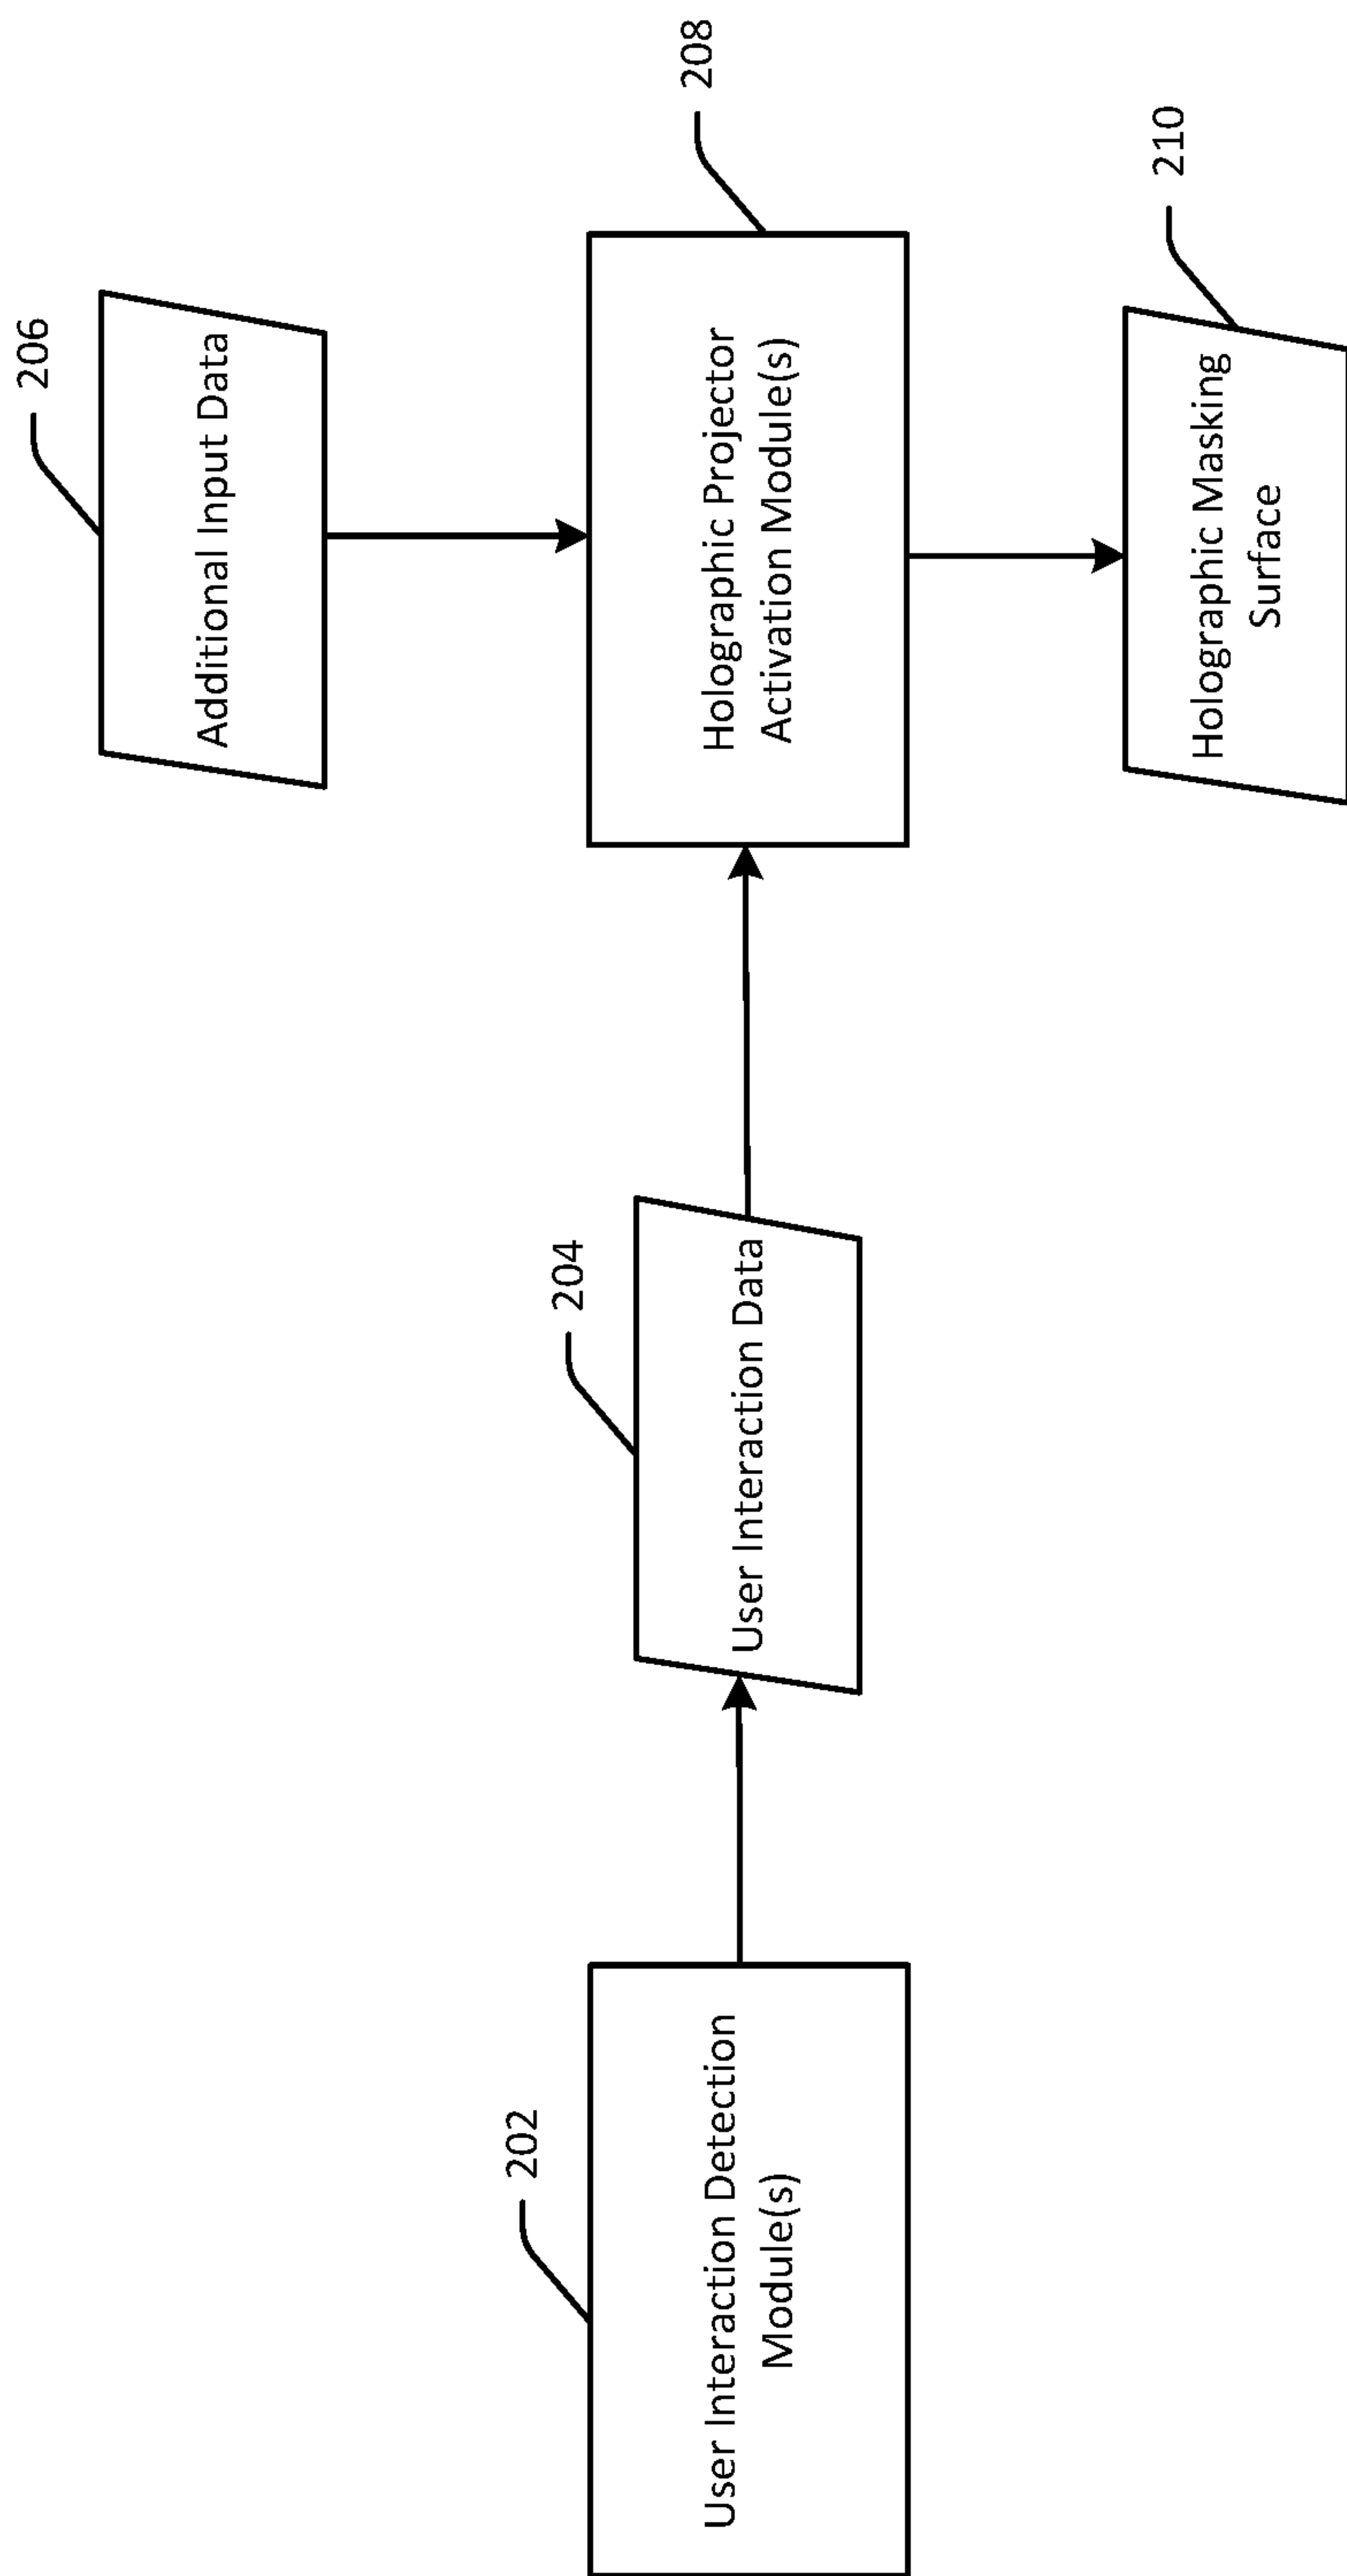 206
Additional Input Data
208
Holographic Projector
Activation Module(s)
210
Holographic Masking
Surface
204
User Interaction Data
202
User Interaction Detection
Module(s)